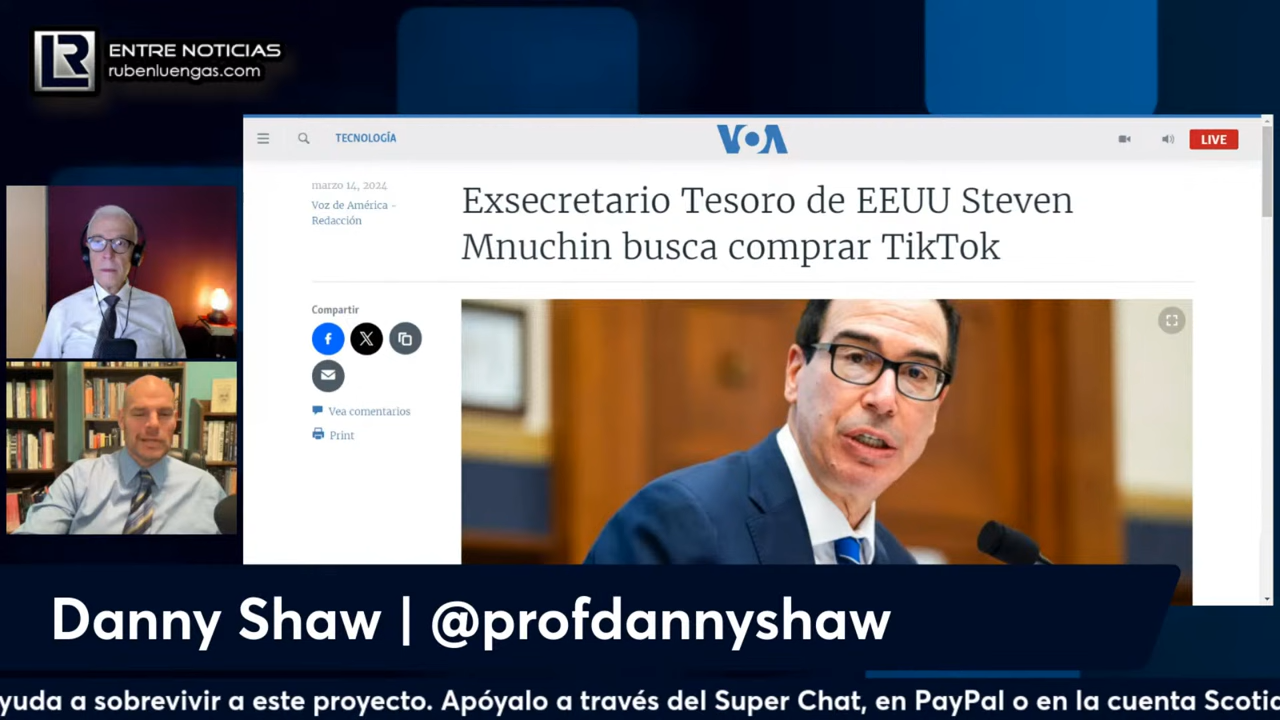 LR ENTRE NOTICIAS
rubenluengas.com
TECNOLOGÍA
VOA
LIVE
marzo 14, 2024
Voz de América -
Redacción
Exsecretario Tesoro de EEUU Steven
Mnuchin busca comprar TikTok
Compartir
Vea comentarios
Print
Danny Shaw | @profdannyshaw
yuda a sobrevivir a este proyecto. Apóyalo a través del Super Chat, en PayPal o en la cuenta Scotia